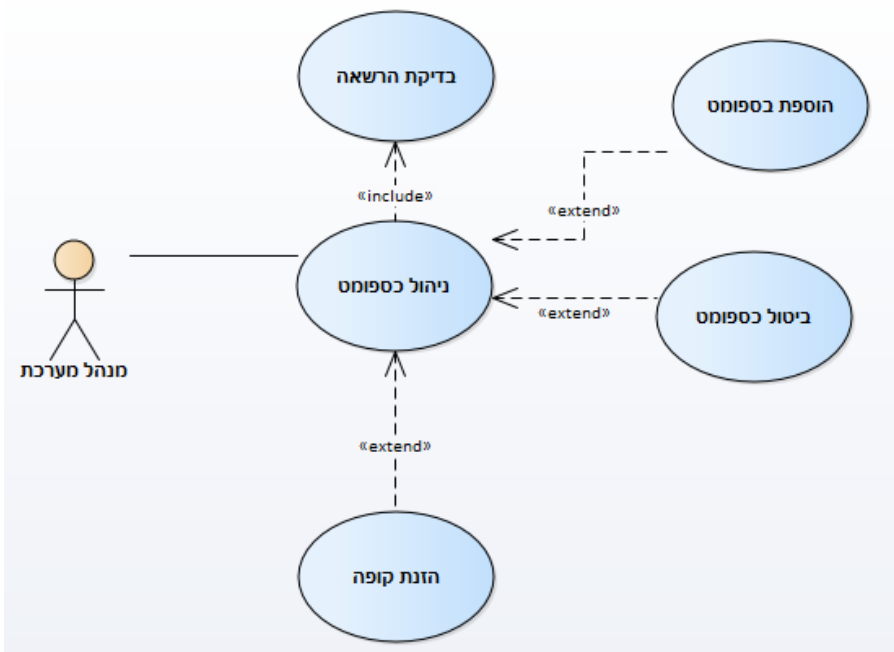 בדיקת הרשאה
הוספת בספומט
«include»
«extend»
ניהול כספומט
«extend»
ביטול כספומט
מנהל מערכת
«extend»
הזנת קופה